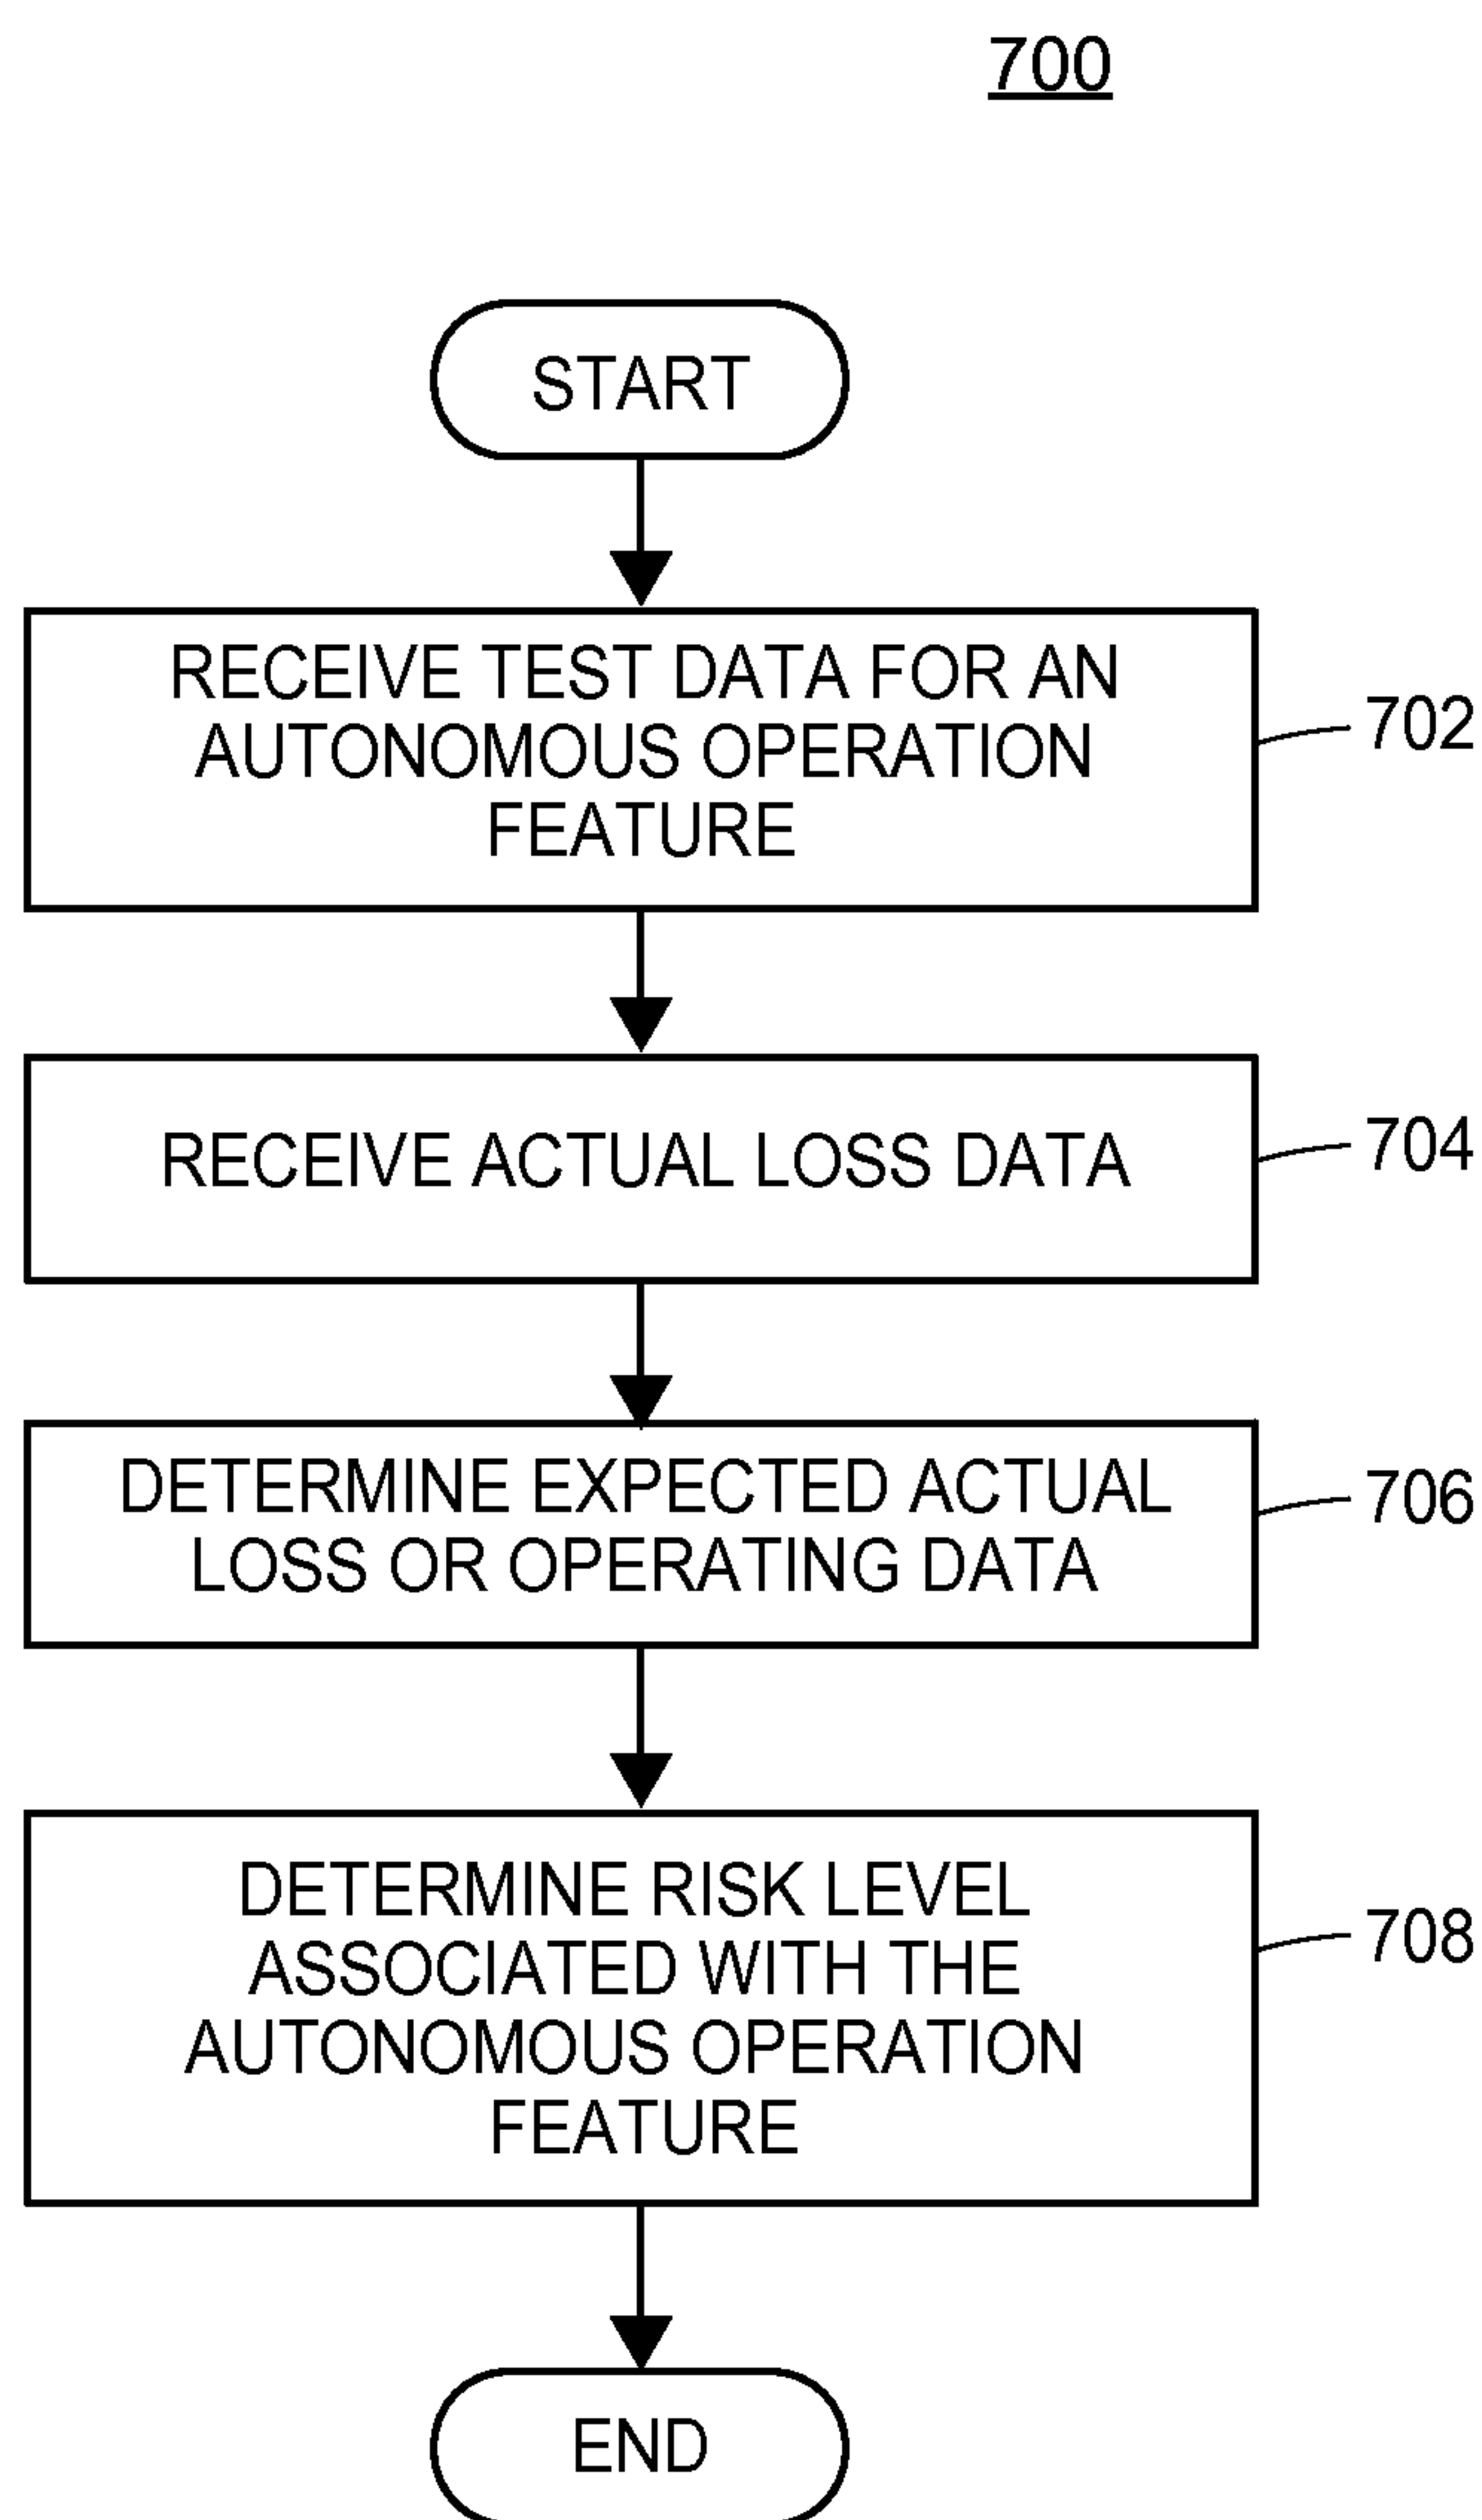 700
START
RECEIVE TEST DATA FOR AN
AUTONOMOUS OPERATION
FEATURE
702
RECEIVE ACTUAL LOSS DATA
704
DETERMINE EXPECTED ACTUAL
LOSS OR OPERATING DATA
706
DETERMINE RISK LEVEL
ASSOCIATED WITH THE
AUTONOMOUS OPERATION
FEATURE
708
END